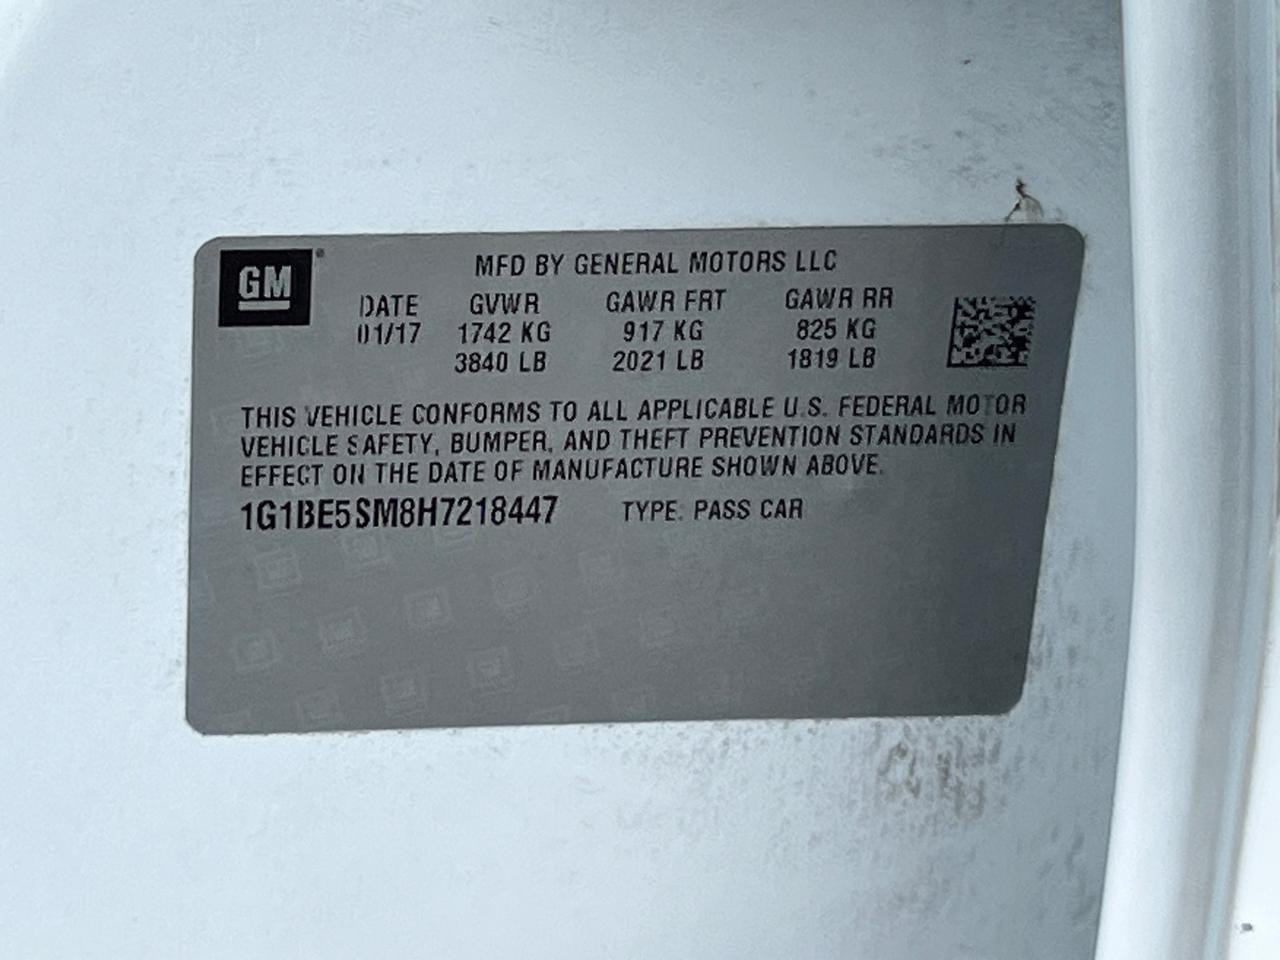 GM
MFD BY GENERAL MOTORS LLC
DATE GVWR GAWR FRT GAWR RR
01/17 1742 KG 917 KG 825 KG
3840 LB 2021 LB 1819 LB
THIS VEHICLE CONFORMS TO ALL APPLICABLE U.S. FEDERAL MOTOR
VEHICLE SAFETY, BUMPER, AND THEFT PREVENTION STANDARDS IN
EFFECT ON THE DATE OF MANUFACTURE SHOWN ABOVE.
1G1BE5SM8H7218447 TYPE: PASS CAR